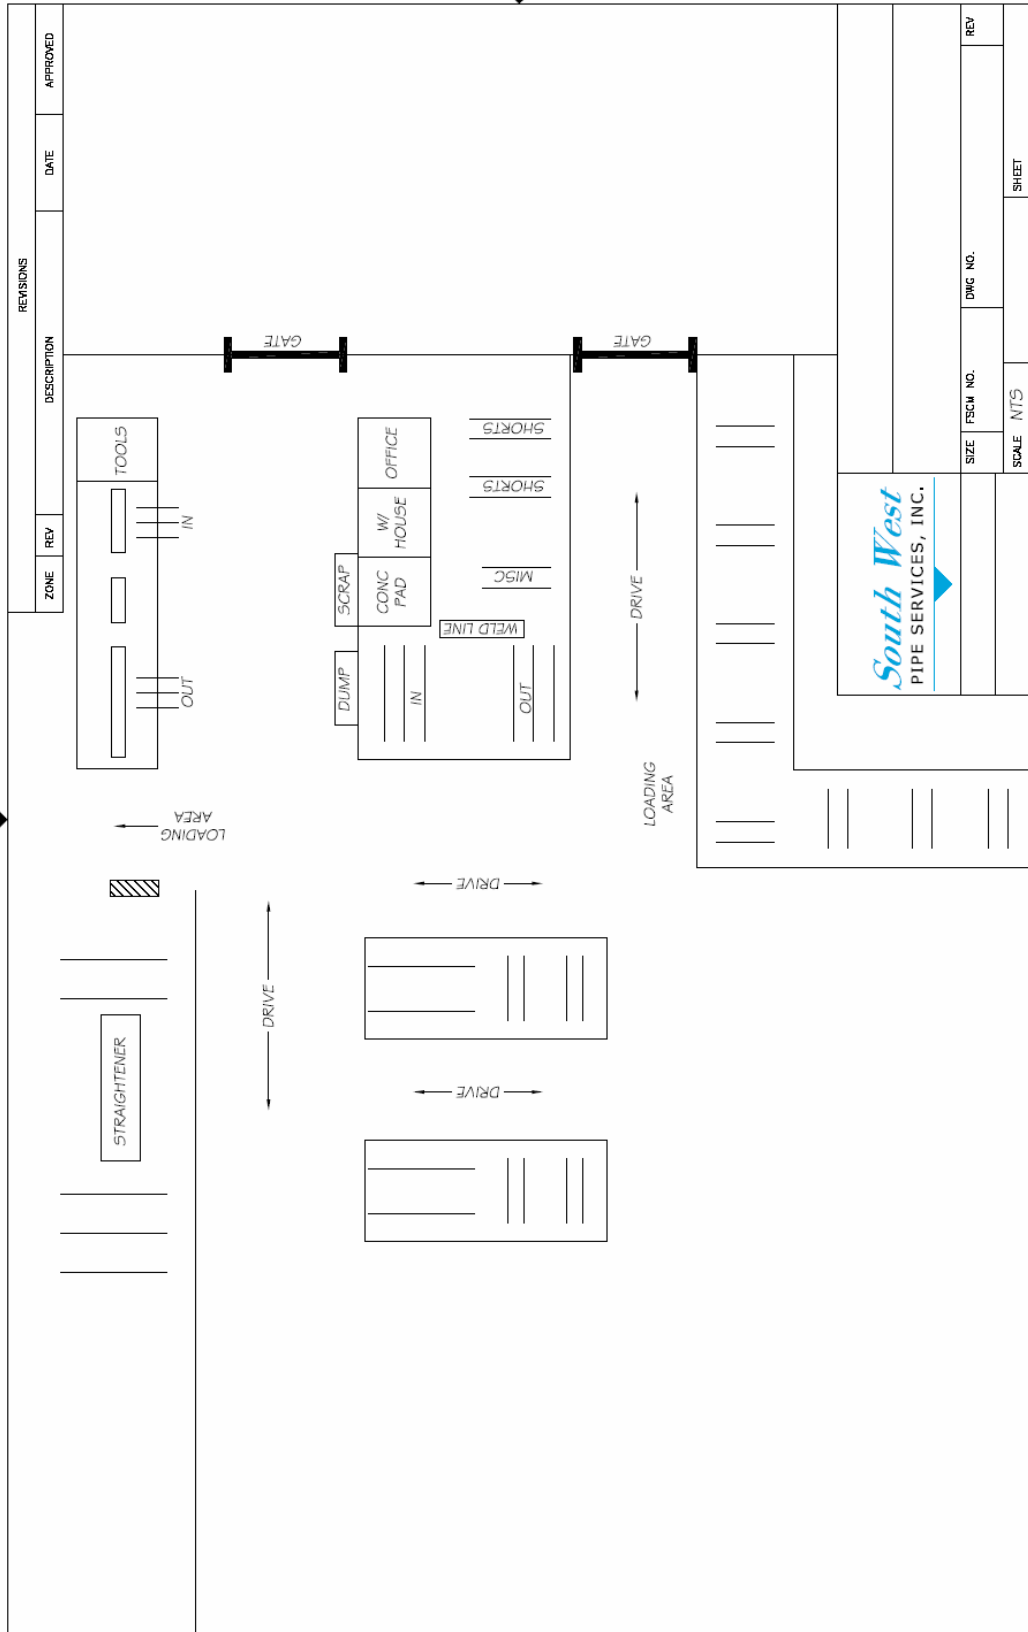 REVISIONS
ZONE
REV
DESCRIPTION
DATE
APPROVED
GATE
GATE
TOOLS
IN
OUT
LOADING
AREA
SCRAP
DUMP
OFFICE
W/
HOUSE
CONC
PAD
SHORTS
SHORTS
MISC
WELD LINE
IN
OUT
DRIVE
LOADING
AREA
DRIVE
DRIVE
DRIVE
STRAIGHTENER
South West
PIPE SERVICES, INC.
SIZE
FSCM NO.
DWG NO.
REV
SCALE
NTS
SHEET